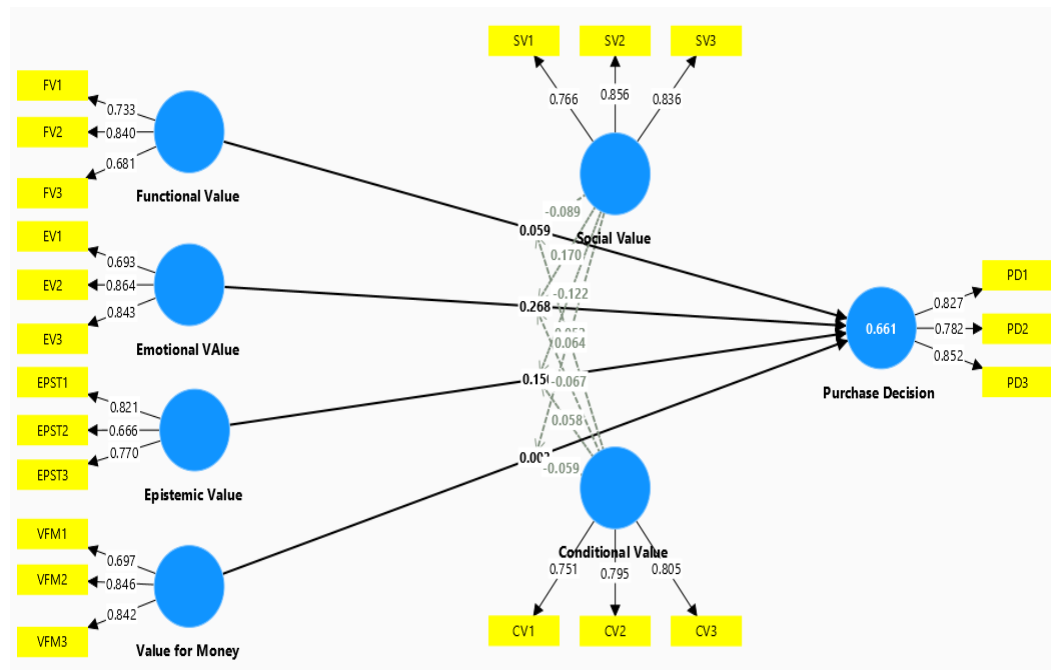 SV1 SV2 SV3
0.766 0.856 0.836
Social Value
FV1
FV2
FV3
0.733
0.840
0.681
Functional Value
EV1
EV2
EV3
0.693
0.864
0.843
Emotional VAlue
EPST1
EPST2
EPST3
0.821
0.666
0.770
Epistemic Value
VFM1
VFM2
VFM3
0.697
0.846
0.842
Value for Money
-0.089
0.059
0.170
-0.122
0.268
0.064
-0.067
0.058
-0.059
0.661
Purchase Decision
0.827
0.782
0.852
PD1
PD2
PD3
Conditional Value
0.751 0.795 0.805
CV1 CV2 CV3